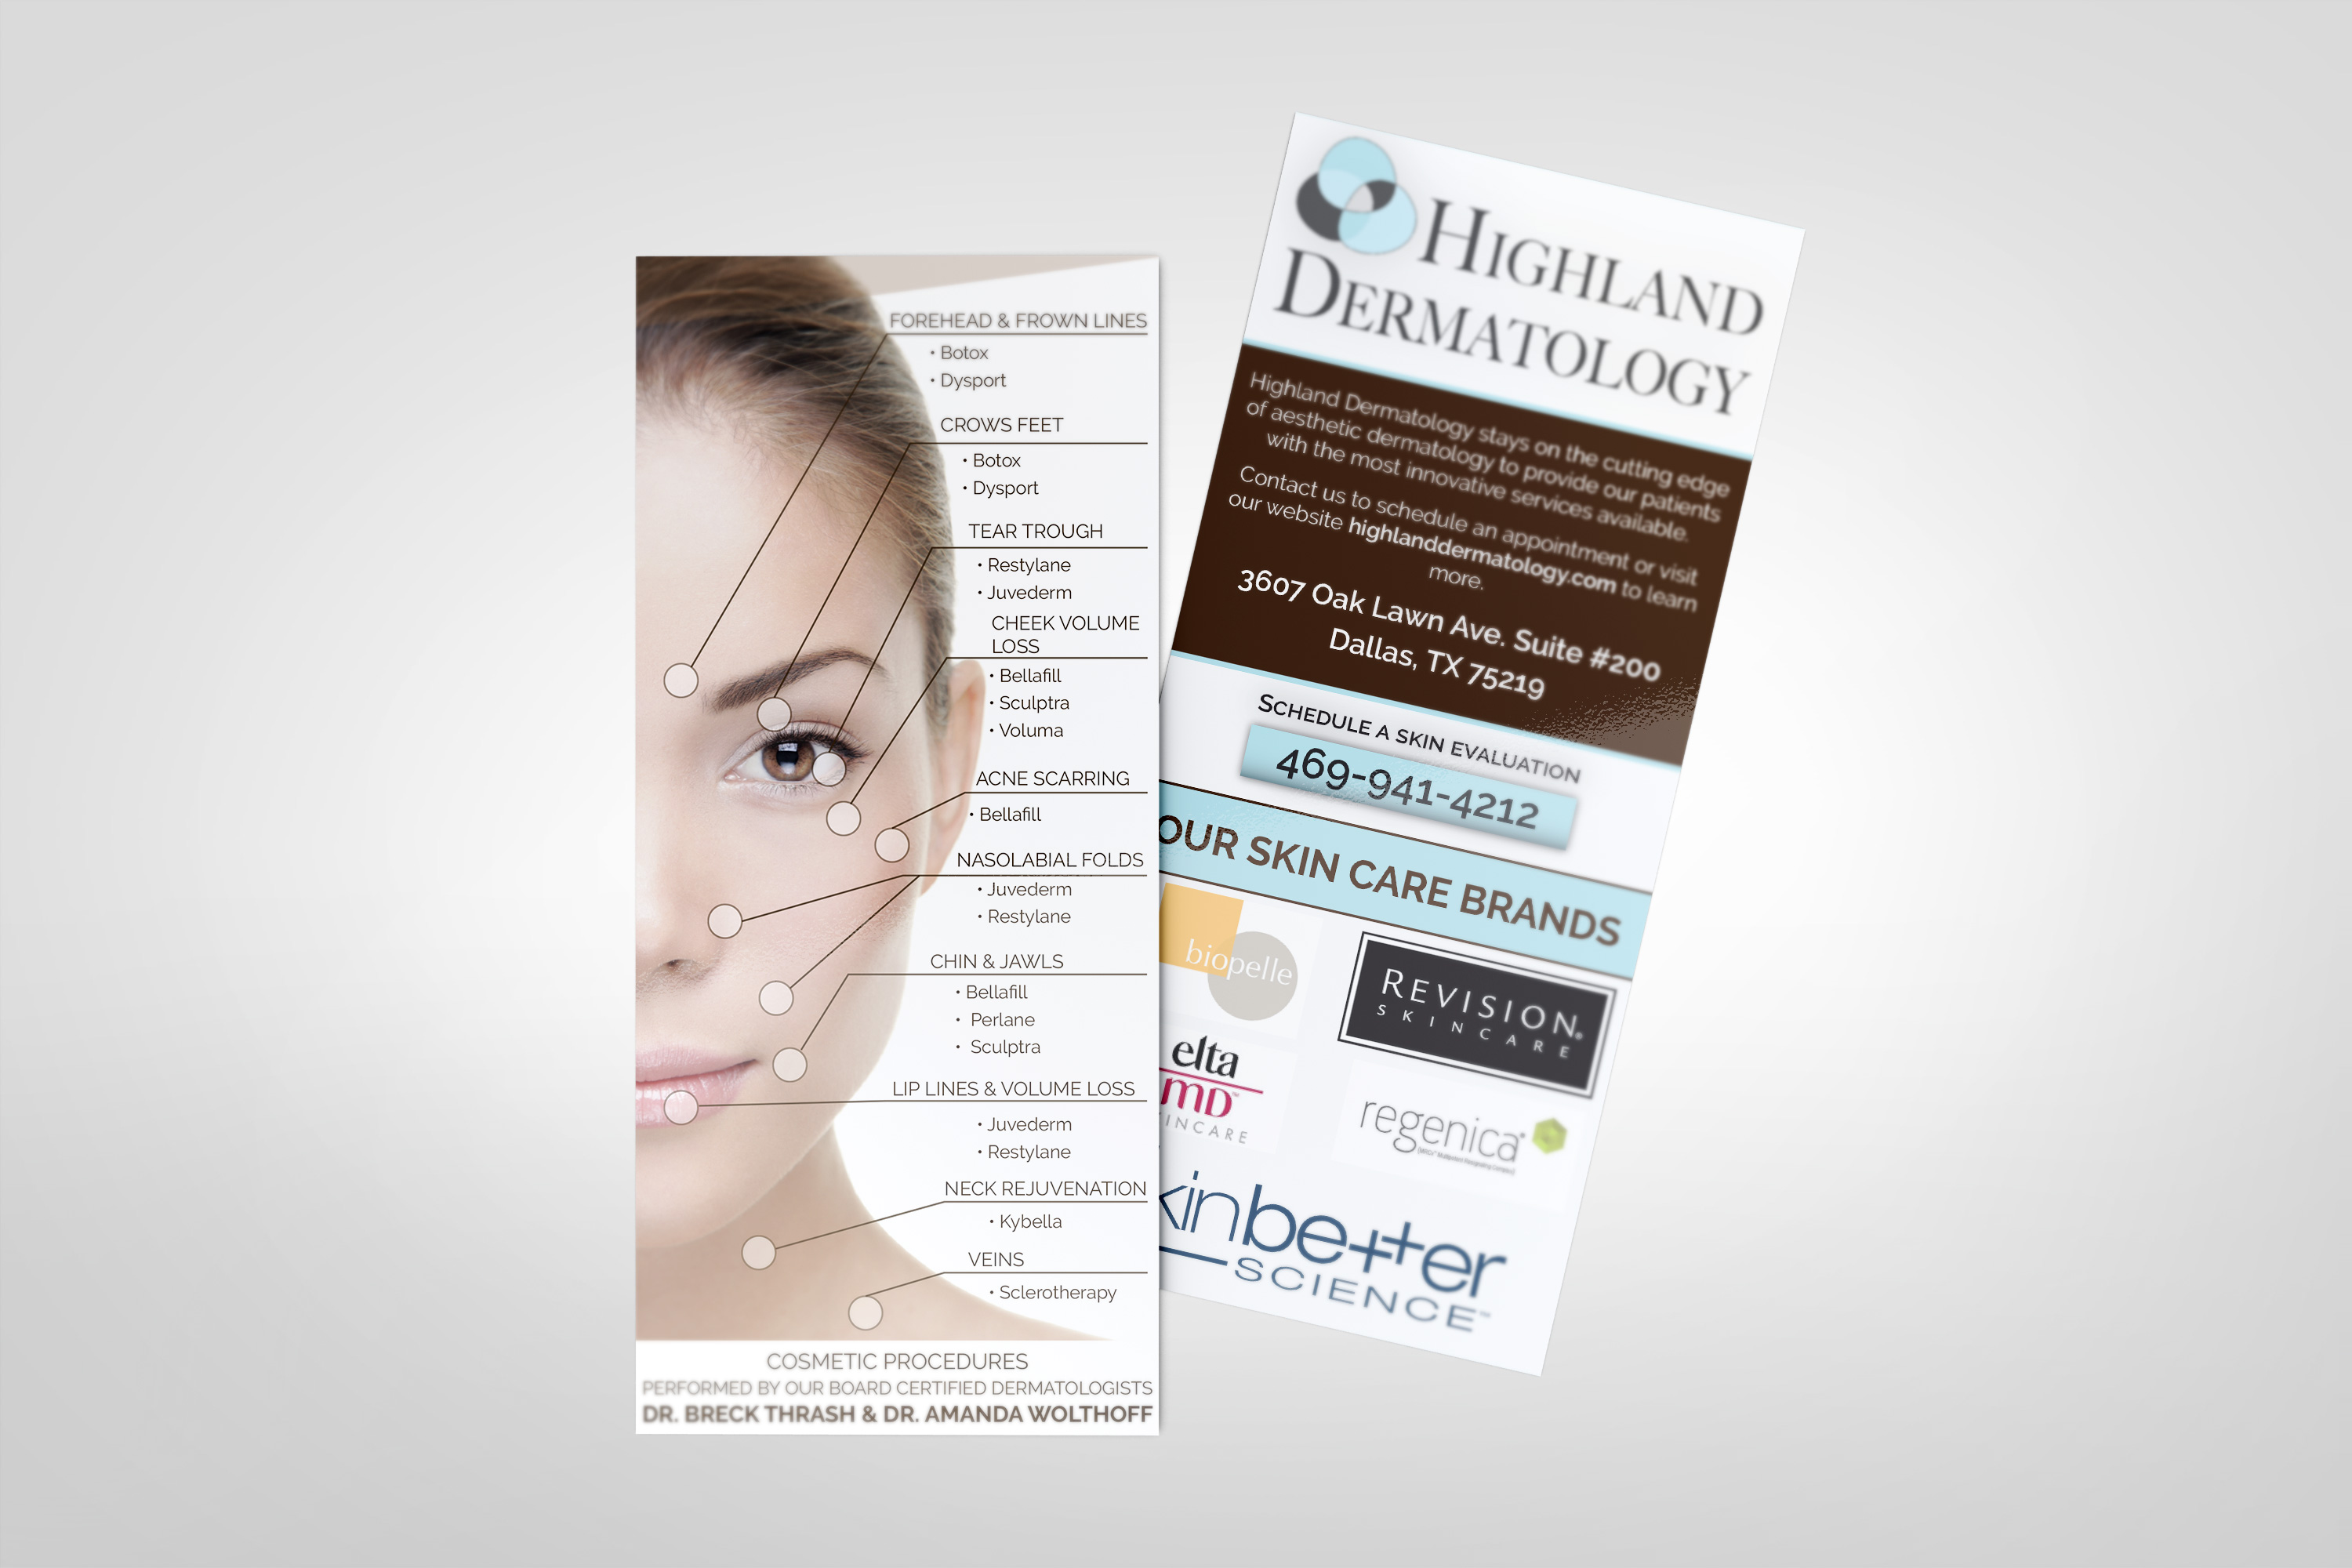 FOREHEAD & FROWN LINES
• Botox
• Dysport
CROWS FEET
• Botox
• Dysport
TEAR TROUGH
• Restylane
• Juvederm
CHEEK VOLUME
LOSS
• Bellafill
• Sculptra
• Voluma
ACNE SCARRING
• Bellafill
NASOLABIAL FOLDS
• Juvederm
• Restylane
CHIN & JAWLS
• Bellafill
• Perlane
• Sculptra
LIP LINES & VOLUME LOSS
• Juvederm
• Restylane
NECK REJUVENATION
• Kybella
VEINS
• Sclerotherapy
COSMETIC PROCEDURES
PERFORMED BY OUR BOARD CERTIFIED DERMATOLOGISTS
DR. BRECK THRASH & DR. AMANDA WOLTHOFF
HIGHLAND
DERMATOLOGY
Highland Dermatology stays on the cutting edge
of aesthetic dermatology to provide our patients
with the most innovative services available.
Contact us to schedule an appointment or visit
our website highlanddermatology.com to learn
more.
3607 Oak Lawn Ave. Suite #200
Dallas, TX 75219
SCHEDULE A SKIN EVALUATION
469-941-4212
OUR SKIN CARE BRANDS
biopelle
REVISION®
SKINCARE
elta
MD™
INCARE
regenica®
kinbetter
SCIENCE™